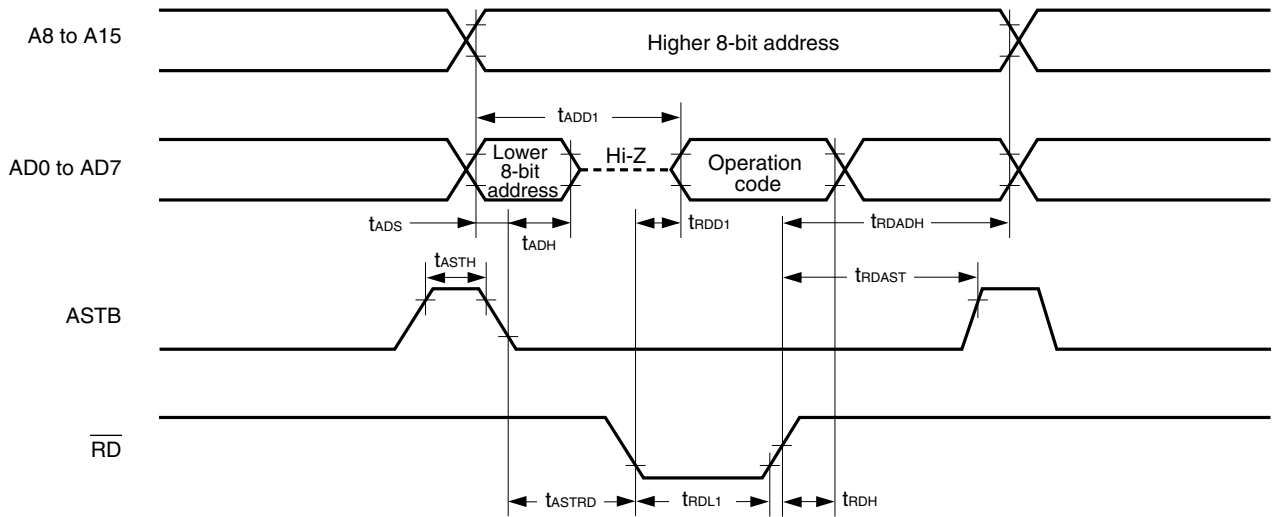 A8 to A15
Higher 8-bit address
tADD1
AD0 to AD7
Lower
8-bit
address
Hi-Z
Operation
code
tADS
tADH
tRDD1
tRDADH
tASTH
tRDAST
ASTB
RD
tASTRD
tRDL1
tRDH